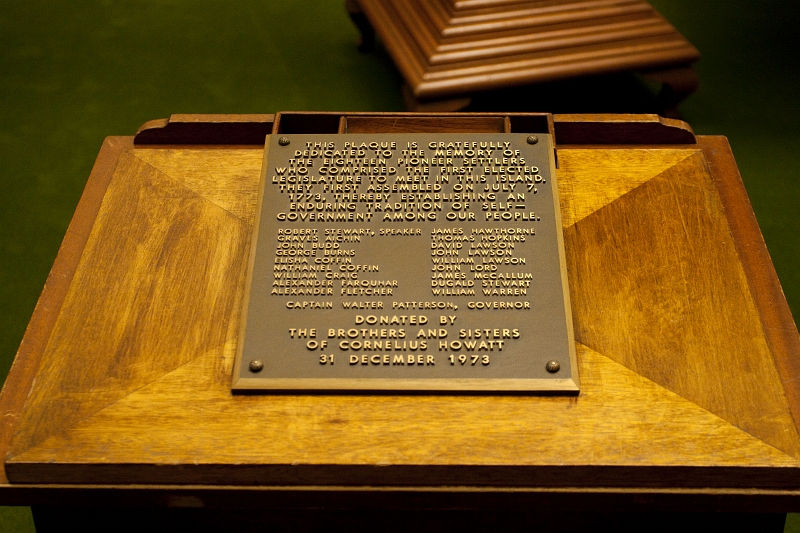 THIS PLAQUE IS GRATEFULLY
DEDICATED TO THE MEMORY OF
THE EIGHTEEN PIONEER SETTLERS
WHO COMPRISED THE FIRST ELECTED
LEGISLATURE TO MEET IN THIS ISLAND.
THEY FIRST ASSEMBLED ON JULY 7,
1773, THEREBY ESTABLISHING AN
ENDURING TRADITION OF SELF-
GOVERNMENT AMONG OUR PEOPLE.
ROBERT STEWART, SPEAKER JAMES HAWTHORNE
GRAVES AICHIN THOMAS HOPKINS
JOHN BUDD DAVID LAWSON
GEORGE BURNS JOHN LAWSON
ELISHA COFFIN WILLIAM LAWSON
NATHANIEL COFFIN JOHN LORD
WILLIAM CRAIG JAMES McCALLUM
ALEXANDER FARQUHAR DUGALD STEWART
ALEXANDER FLETCHER WILLIAM WARREN
CAPTAIN WALTER PATTERSON, GOVERNOR
DONATED BY
THE BROTHERS AND SISTERS
OF CORNELIUS HOWATT
31 DECEMBER 1973